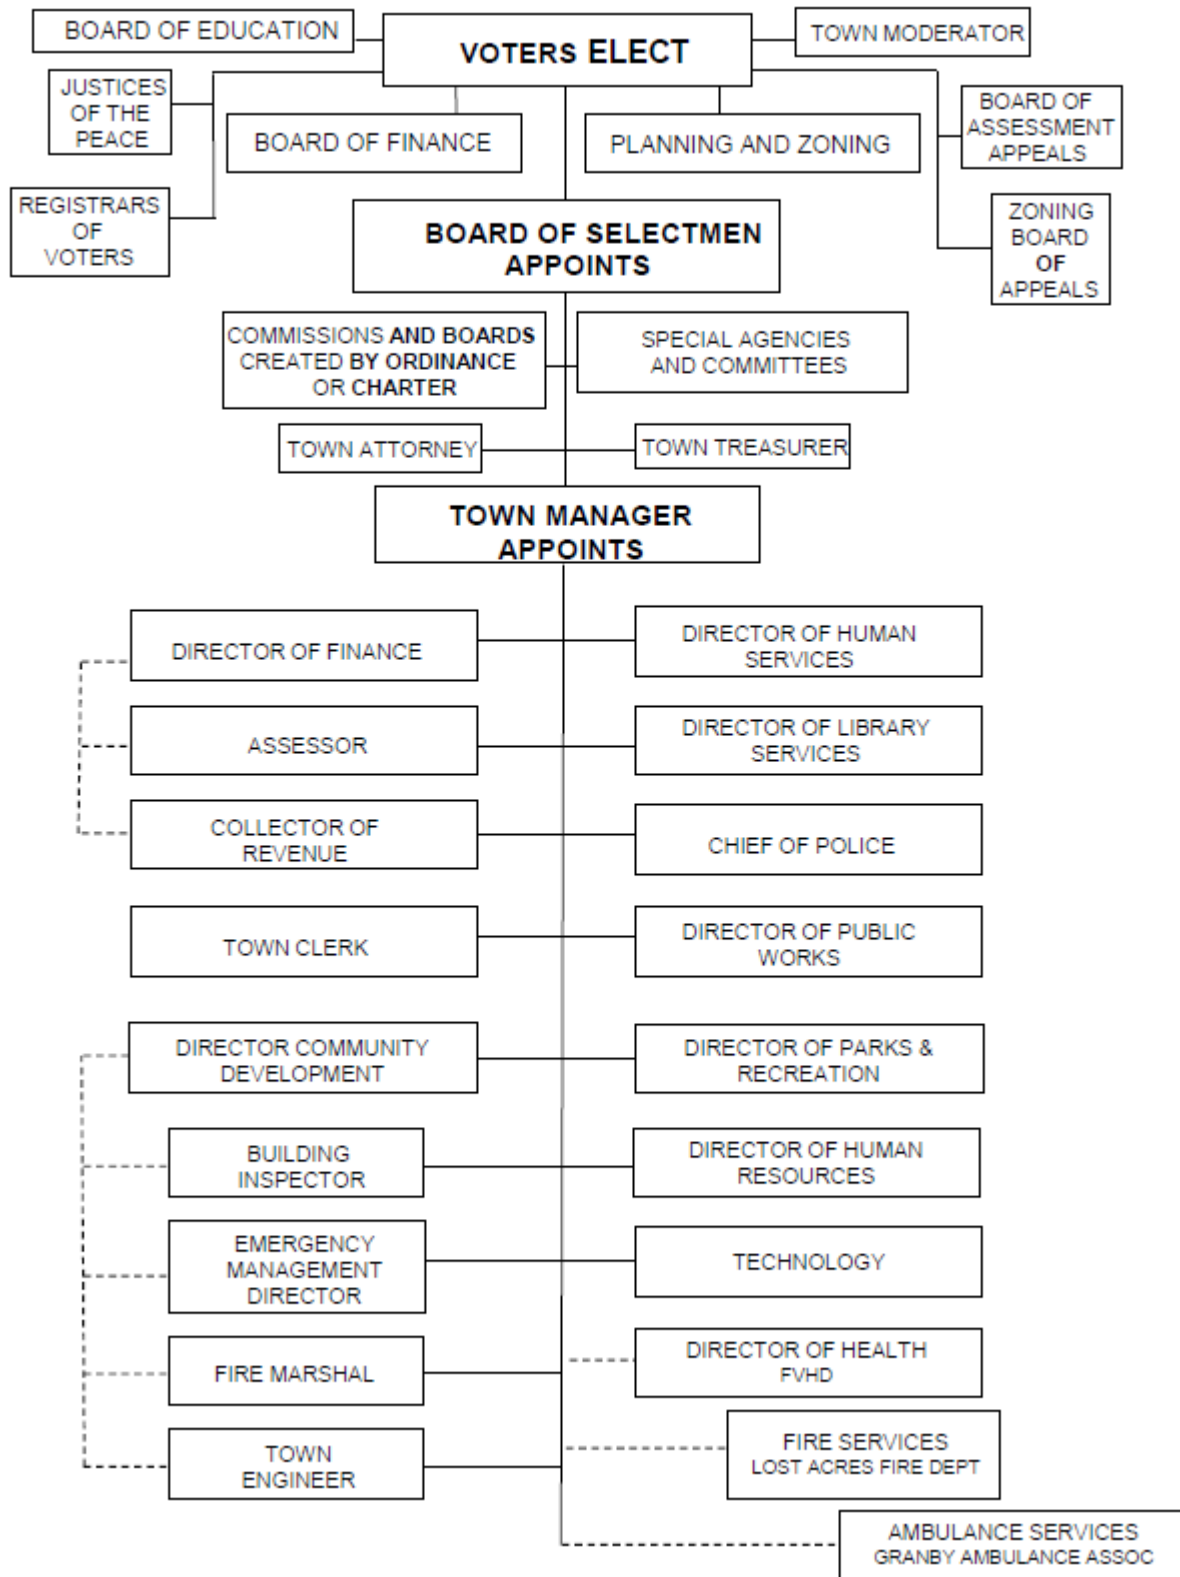 BOARD OF EDUCATION
VOTERS ELECT
TOWN MODERATOR
JUSTICES
OF THE
PEACE
BOARD OF FINANCE
PLANNING AND ZONING
BOARD OF
ASSESSMENT
APPEALS
REGISTRARS
OF
VOTERS
ZONING
BOARD
OF
APPEALS
BOARD OF SELECTMEN
APPOINTS
COMMISSIONS AND BOARDS
CREATED BY ORDINANCE
OR CHARTER
SPECIAL AGENCIES
AND COMMITTEES
TOWN ATTORNEY
TOWN TREASURER
TOWN MANAGER
APPOINTS
DIRECTOR OF FINANCE
DIRECTOR OF HUMAN
SERVICES
ASSESSOR
DIRECTOR OF LIBRARY
SERVICES
COLLECTOR OF
REVENUE
CHIEF OF POLICE
TOWN CLERK
DIRECTOR OF PUBLIC
WORKS
DIRECTOR COMMUNITY
DEVELOPMENT
DIRECTOR OF PARKS &
RECREATION
BUILDING
INSPECTOR
DIRECTOR OF HUMAN
RESOURCES
EMERGENCY
MANAGEMENT
DIRECTOR
TECHNOLOGY
FIRE MARSHAL
DIRECTOR OF HEALTH
FVHD
TOWN
ENGINEER
FIRE SERVICES
LOST ACRES FIRE DEPT
AMBULANCE SERVICES
GRANBY AMBULANCE ASSOC